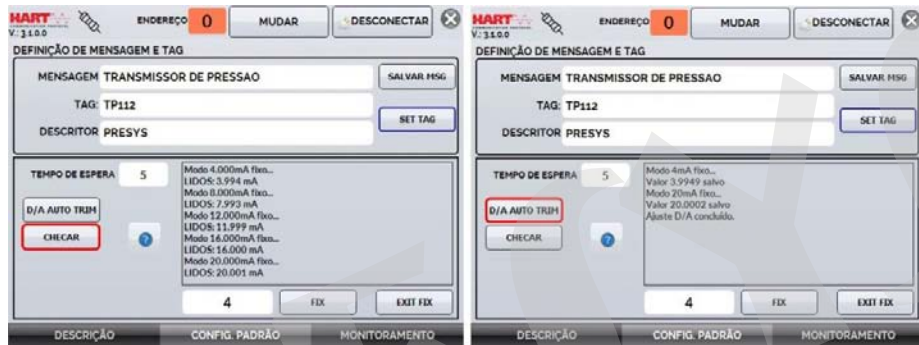 HART
V.: 3.1.0.0
ENDEREÇO 0 MUDAR DESCONECTAR
DEFINIÇÃO DE MENSAGEM E TAG
MENSAGEM TRANSMISSOR DE PRESSAO SALVAR MSG
TAG: TP112
SET TAG
DESCRITOR PRESYS
TEMPO DE ESPERA 5
D/A AUTO TRIM
CHECAR
?
Modo 4.000mA fixo...
LIDOS: 3.994 mA
Modo 8.000mA fixo...
LIDOS: 7.993 mA
Modo 12.000mA fixo...
LIDOS: 11.999 mA
Modo 16.000mA fixo...
LIDOS: 16.000 mA
Modo 20.000mA fixo...
LIDOS: 20.001 mA
4 FIX EXIT FIX
DESCRIÇÃO CONFIG. PADRÃO MONITORAMENTO
HART
V.: 3.1.0.0
ENDEREÇO 0 MUDAR DESCONECTAR
DEFINIÇÃO DE MENSAGEM E TAG
MENSAGEM TRANSMISSOR DE PRESSAO SALVAR MSG
TAG: TP112
SET TAG
DESCRITOR PRESYS
TEMPO DE ESPERA 5
D/A AUTO TRIM
CHECAR
?
Modo 4mA fixo...
Valor 3.9949 salvo
Modo 20mA fixo...
Valor 20.0002 salvo
Ajuste D/A concluído.
4 FIX EXIT FIX
DESCRIÇÃO CONFIG. PADRÃO MONITORAMENTO